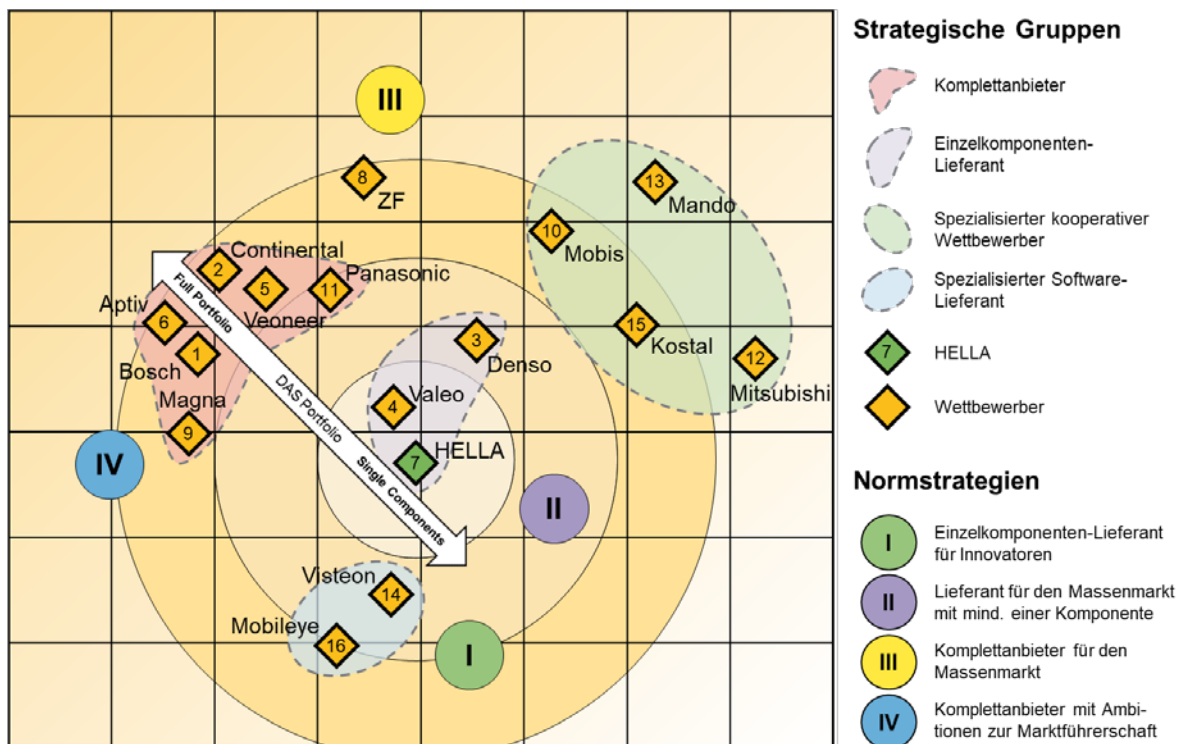 III
8
ZF
13
Mando
10
Mobis
Continental
2
5
11
Panasonic
Veoneer
Aptiv
6
1
Bosch
Magna
9
Full Portfolio
DAS Portfolio
Single Components
3
Denso
4
Valeo
7
HELLA
15
Kostal
12
Mitsubishi
IV
II
Visteon
14
Mobileye
16
I
Strategische Gruppen
Komplettanbieter
Einzelkomponenten-
Lieferant
Spezialisierter kooperativer
Wettbewerber
Spezialisierter Software-
Lieferant
7
HELLA
Wettbewerber
Normstrategien
I
Einzelkomponenten-Lieferant
für Innovatoren
II
Lieferant für den Massenmarkt
mit mind. einer Komponente
III
Komplettanbieter für den
Massenmarkt
IV
Komplettanbieter mit Ambi-
tionen zur Marktführerschaft